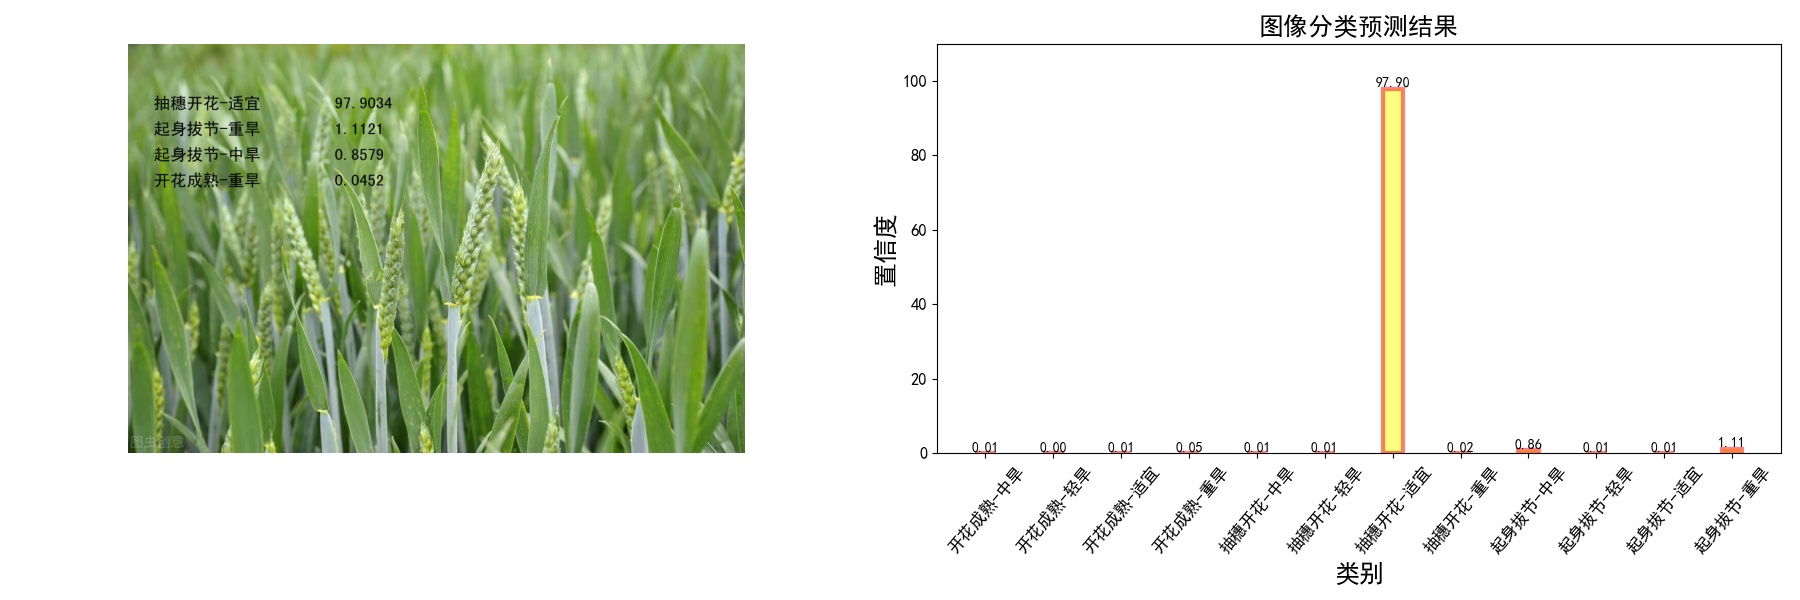 抽穗开花-适宜 97.9034
起身拔节-重旱 1.1121
起身拔节-中旱 0.8579
开花成熟-重旱 0.0452
图虫创意
图像分类预测结果
置信度
100
80
60
40
20
0
0.01 0.00 0.01 0.05 0.01 0.01 97.90 0.02 0.86 0.01 0.01 1.11
开花成熟-中旱
开花成熟-轻旱
开花成熟-适宜
开花成熟-重旱
抽穗开花-中旱
抽穗开花-轻旱
抽穗开花-适宜
抽穗开花-重旱
起身拔节-中旱
起身拔节-轻旱
起身拔节-适宜
起身拔节-重旱
类别